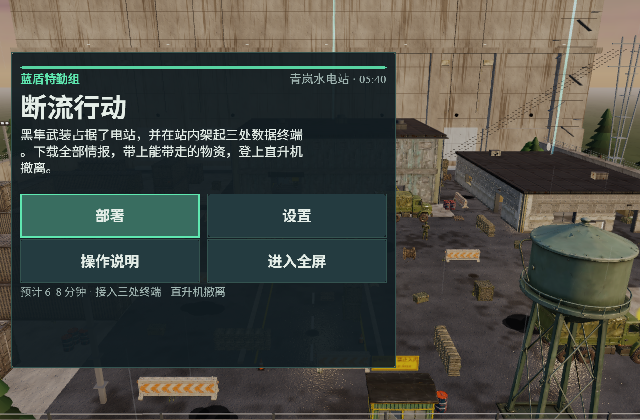 蓝盾特勤组
青岚水电站 · 05:40
断流行动
黑隼武装占据了电站，并在站内架起三处数据终端
。下载全部情报，带上能带走的物资，登上直升机
撤离。
部署
设置
操作说明
进入全屏
预计 6-8 分钟 · 接入三处终端 · 直升机撤离